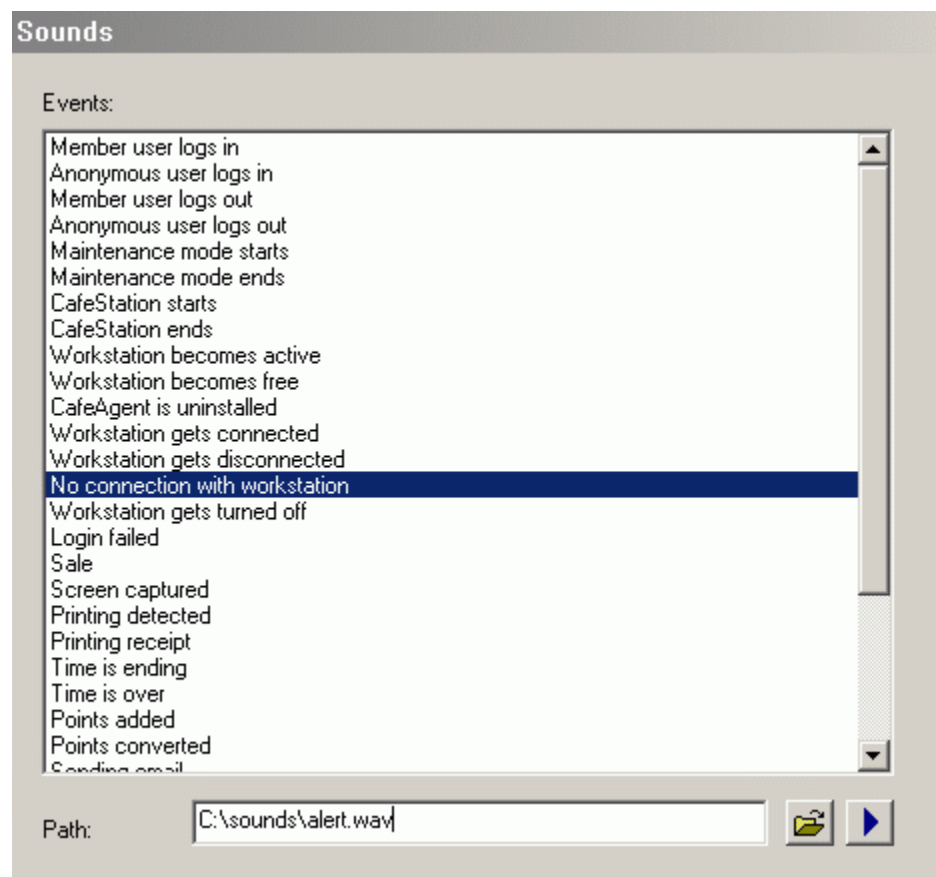 Sounds
Events:
Member user logs in
Anonymous user logs in
Member user logs out
Anonymous user logs out
Maintenance mode starts
Maintenance mode ends
CafeStation starts
CafeStation ends
Workstation becomes active
Workstation becomes free
CafeAgent is uninstalled
Workstation gets connected
Workstation gets disconnected
No connection with workstation
Workstation gets turned off
Login failed
Sale
Screen captured
Printing detected
Printing receipt
Time is ending
Time is over
Points added
Points converted
Sending email
Path: C:\sounds\alert.wav